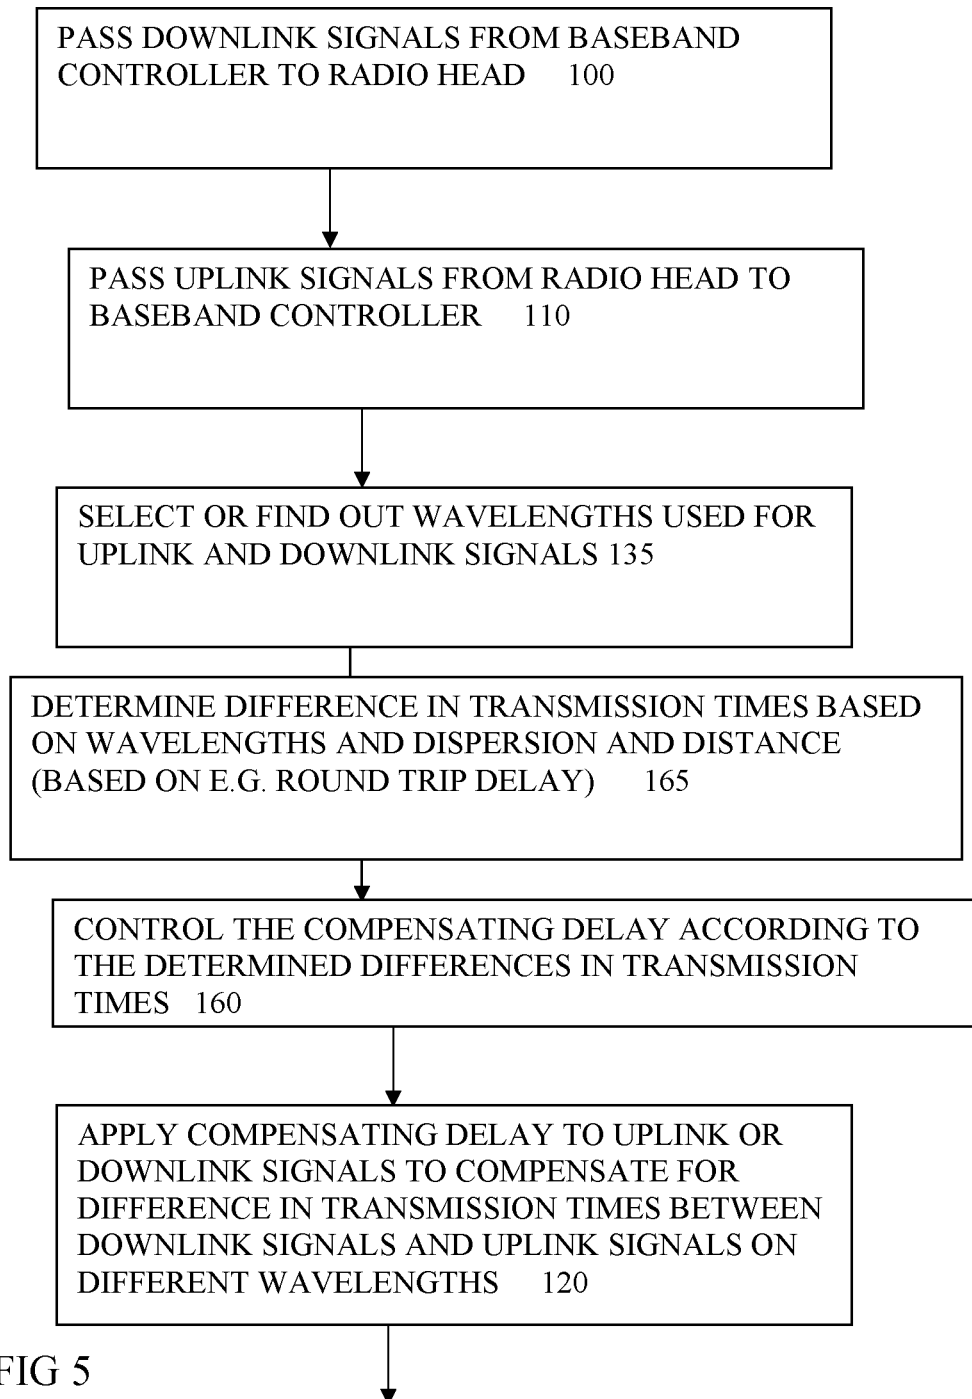 PASS DOWNLINK SIGNALS FROM BASEBAND
CONTROLLER TO RADIO HEAD 100
PASS UPLINK SIGNALS FROM RADIO HEAD TO
BASEBAND CONTROLLER 110
SELECT OR FIND OUT WAVELENGTHS USED FOR
UPLINK AND DOWNLINK SIGNALS 135
DETERMINE DIFFERENCE IN TRANSMISSION TIMES BASED
ON WAVELENGTHS AND DISPERSION AND DISTANCE
(BASED ON E.G. ROUND TRIP DELAY) 165
CONTROL THE COMPENSATING DELAY ACCORDING TO
THE DETERMINED DIFFERENCES IN TRANSMISSION
TIMES 160
APPLY COMPENSATING DELAY TO UPLINK OR
DOWNLINK SIGNALS TO COMPENSATE FOR
DIFFERENCE IN TRANSMISSION TIMES BETWEEN
DOWNLINK SIGNALS AND UPLINK SIGNALS ON
DIFFERENT WAVELENGTHS 120
FIG 5